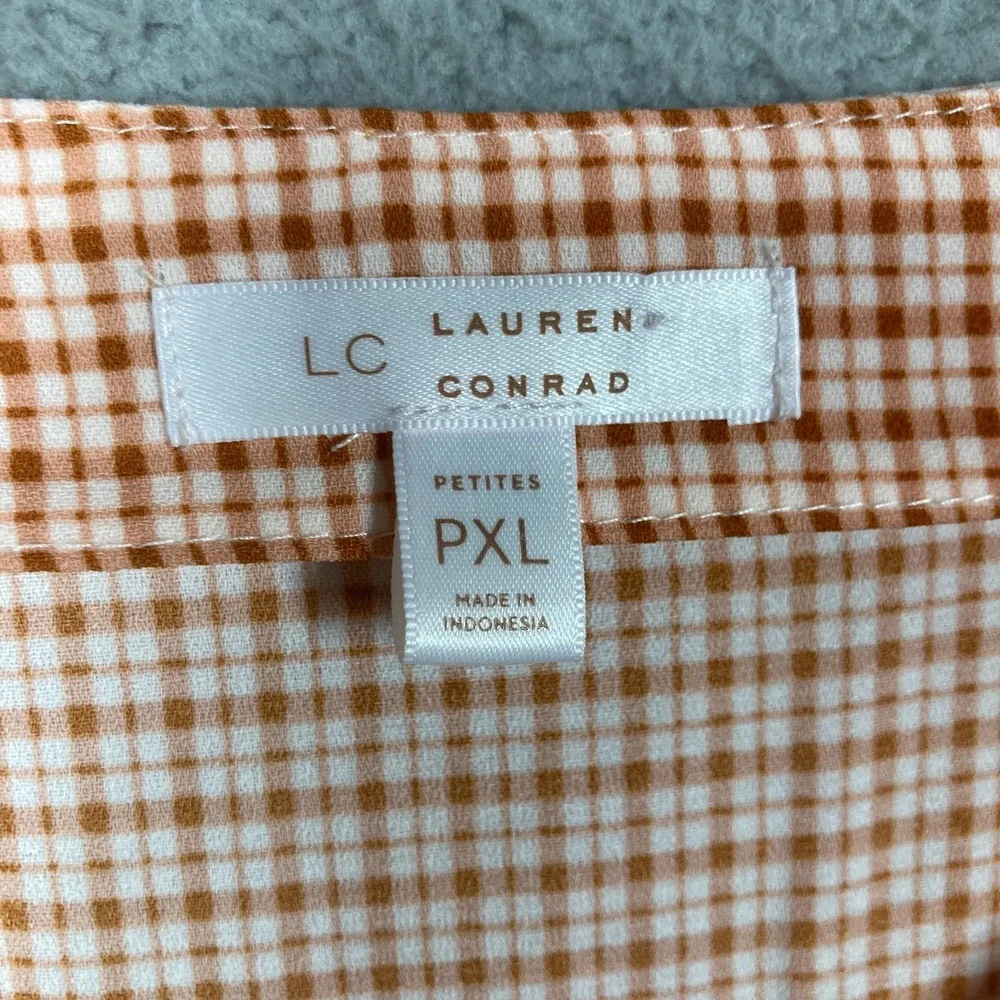 LC LAUREN
CONRAD
PETITES
PXL
MADE IN
INDONESIA